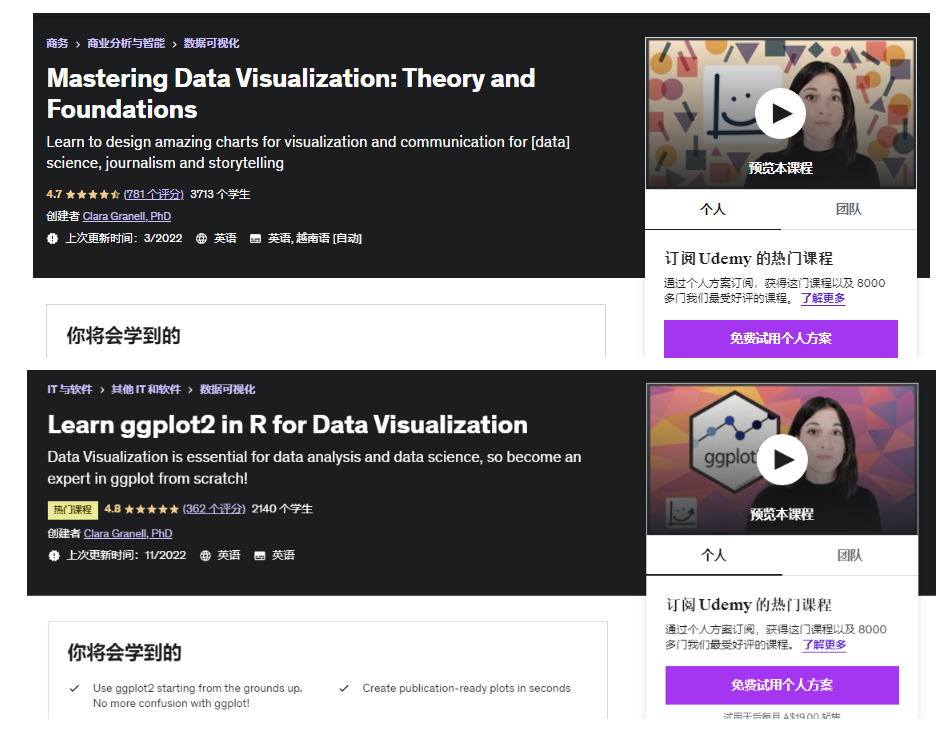 商务 › 商业分析与智能 › 数据可视化
Mastering Data Visualization: Theory and
Foundations
Learn to design amazing charts for visualization and communication for [data]
science, journalism and storytelling
4.7 ★★★★★ (781 个评分) 3713 个学生
创建者 Clara Granell, PhD
上次更新时间：3/2022 英语 英语, 越南语 [自动]
你将会学到的
预览本课程
个人 团队
订阅 Udemy 的热门课程
通过个人方案订阅，获得这门课程以及 8000
多门我们最受好评的课程。 了解更多
免费试用个人方案
IT 与软件 › 其他 IT 和软件 › 数据可视化
Learn ggplot2 in R for Data Visualization
Data Visualization is essential for data analysis and data science, so become an
expert in ggplot from scratch!
热门课程 4.8 ★★★★★ (362 个评分) 2140 个学生
创建者 Clara Granell, PhD
上次更新时间：11/2022 英语 英语
你将会学到的
Use ggplot2 starting from the grounds up.
No more confusion with ggplot!
Create publication-ready plots in seconds
ggplot
预览本课程
个人 团队
订阅 Udemy 的热门课程
通过个人方案订阅，获得这门课程以及 8000
多门我们最受好评的课程。 了解更多
免费试用个人方案
试用后每月 A$19.00 起售